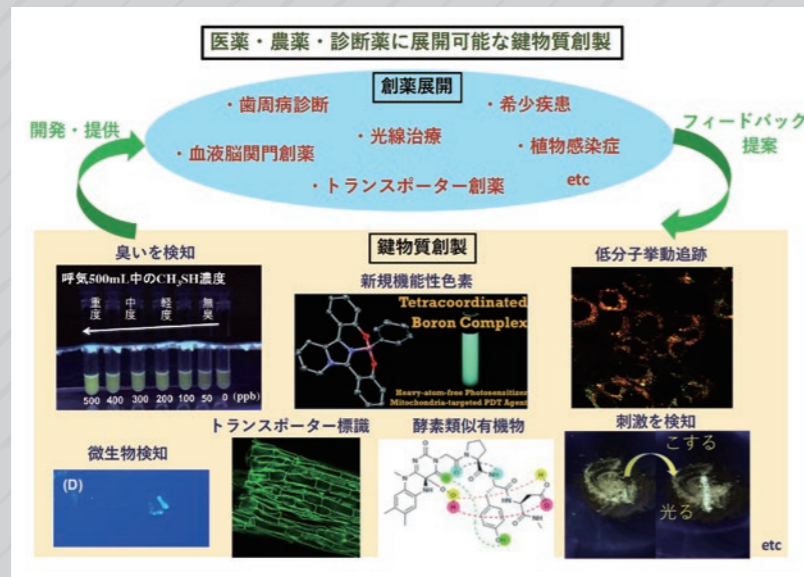 医薬・農薬・診断薬に展開可能な鍵物質創製
創薬展開
・歯周病診断
・希少疾患
・光線治療
・血液脳関門創薬
・植物感染症
・トランスポーター創薬
etc
開発・提供
フィードバック
提案
鍵物質創製
臭いを検知
呼気500mL中のCH₃SH濃度
重度 中度 軽度 無臭
500 400 300 200 100 50 0 (ppb)
新規機能性色素
Tetracoordinated
Boron Complex
Heavy-atom-free Photosensitizer
Mitochondria-targeted PDT Agent
低分子挙動追跡
微生物検知
(D)
トランスポーター標識
酵素類似有機物
刺激を検知
こする
光る
etc